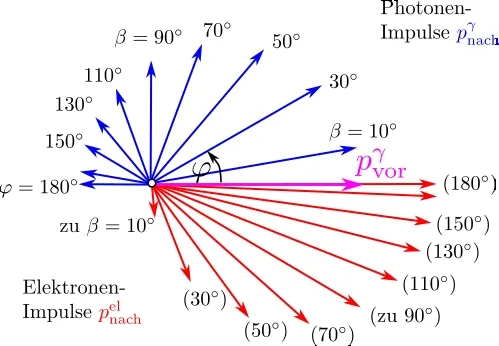 Photonen-
Impulse p^γ_nach
β = 90°
70°
50°
110°
30°
130°
β = 10°
150°
φ
p^γ_vor
φ = 180°
(180°)
zu β = 10°
(150°)
(130°)
(110°)
Elektronen-
Impulse p^el_nach
(30°)
(zu 90°)
(50°)
(70°)